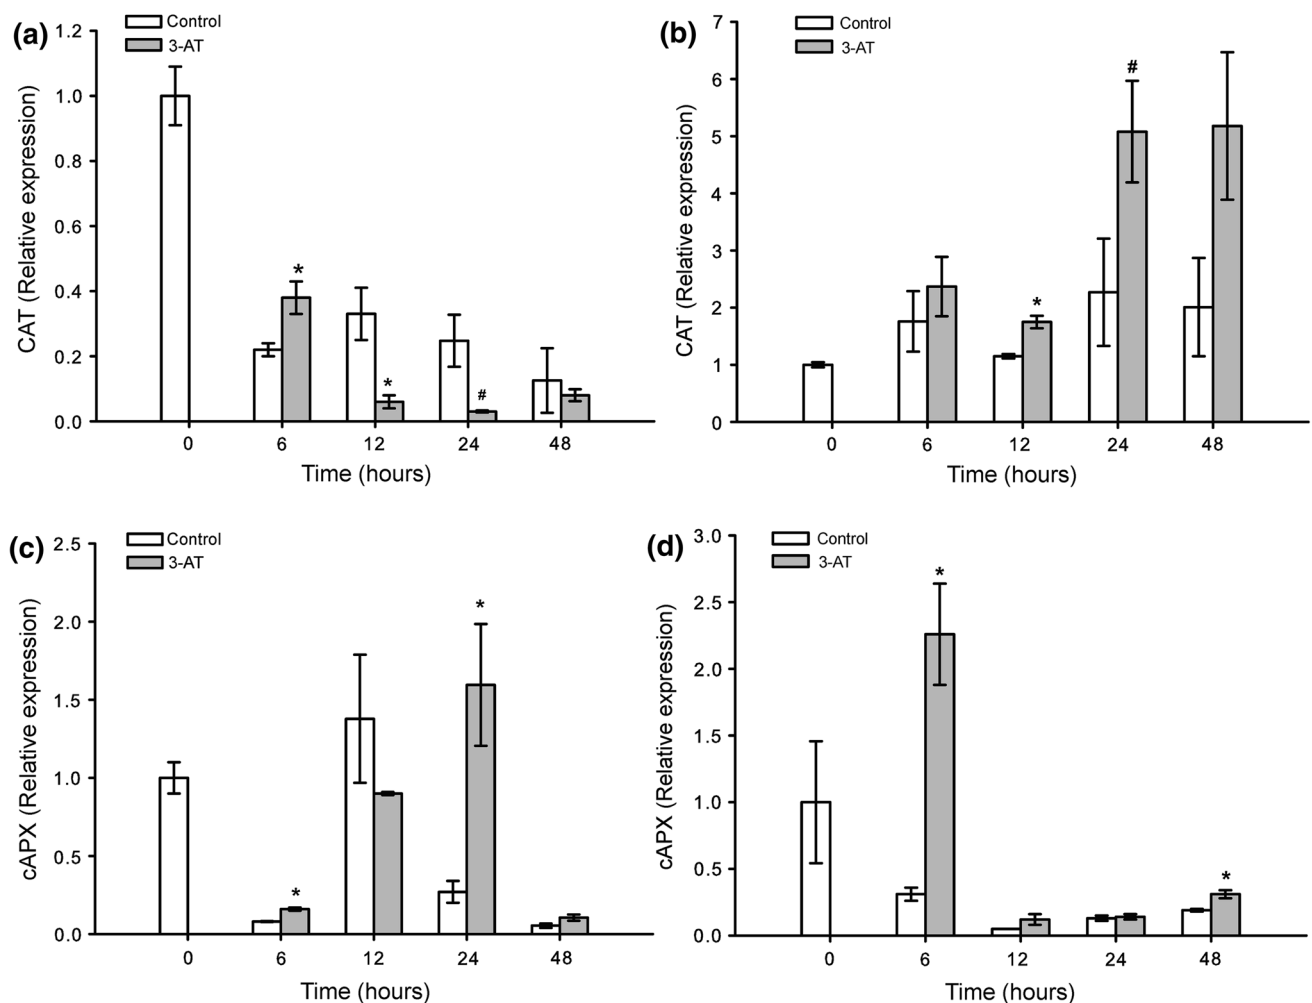 (a)
Control
3-AT
1.2
1.0
0.8
0.6
0.4
0.2
0.0
CAT (Relative expression)
*
*
#
0 6 12 24 48
Time (hours)
(b)
Control
3-AT
7
6
5
4
3
2
1
0
CAT (Relative expression)
*
#
0 6 12 24 48
Time (hours)
(c)
Control
3-AT
2.5
2.0
1.5
1.0
0.5
0.0
cAPX (Relative expression)
*
*
0 6 12 24 48
Time (hours)
(d)
Control
3-AT
3.0
2.5
2.0
1.5
1.0
0.5
0.0
cAPX (Relative expression)
*
*
0 6 12 24 48
Time (hours)